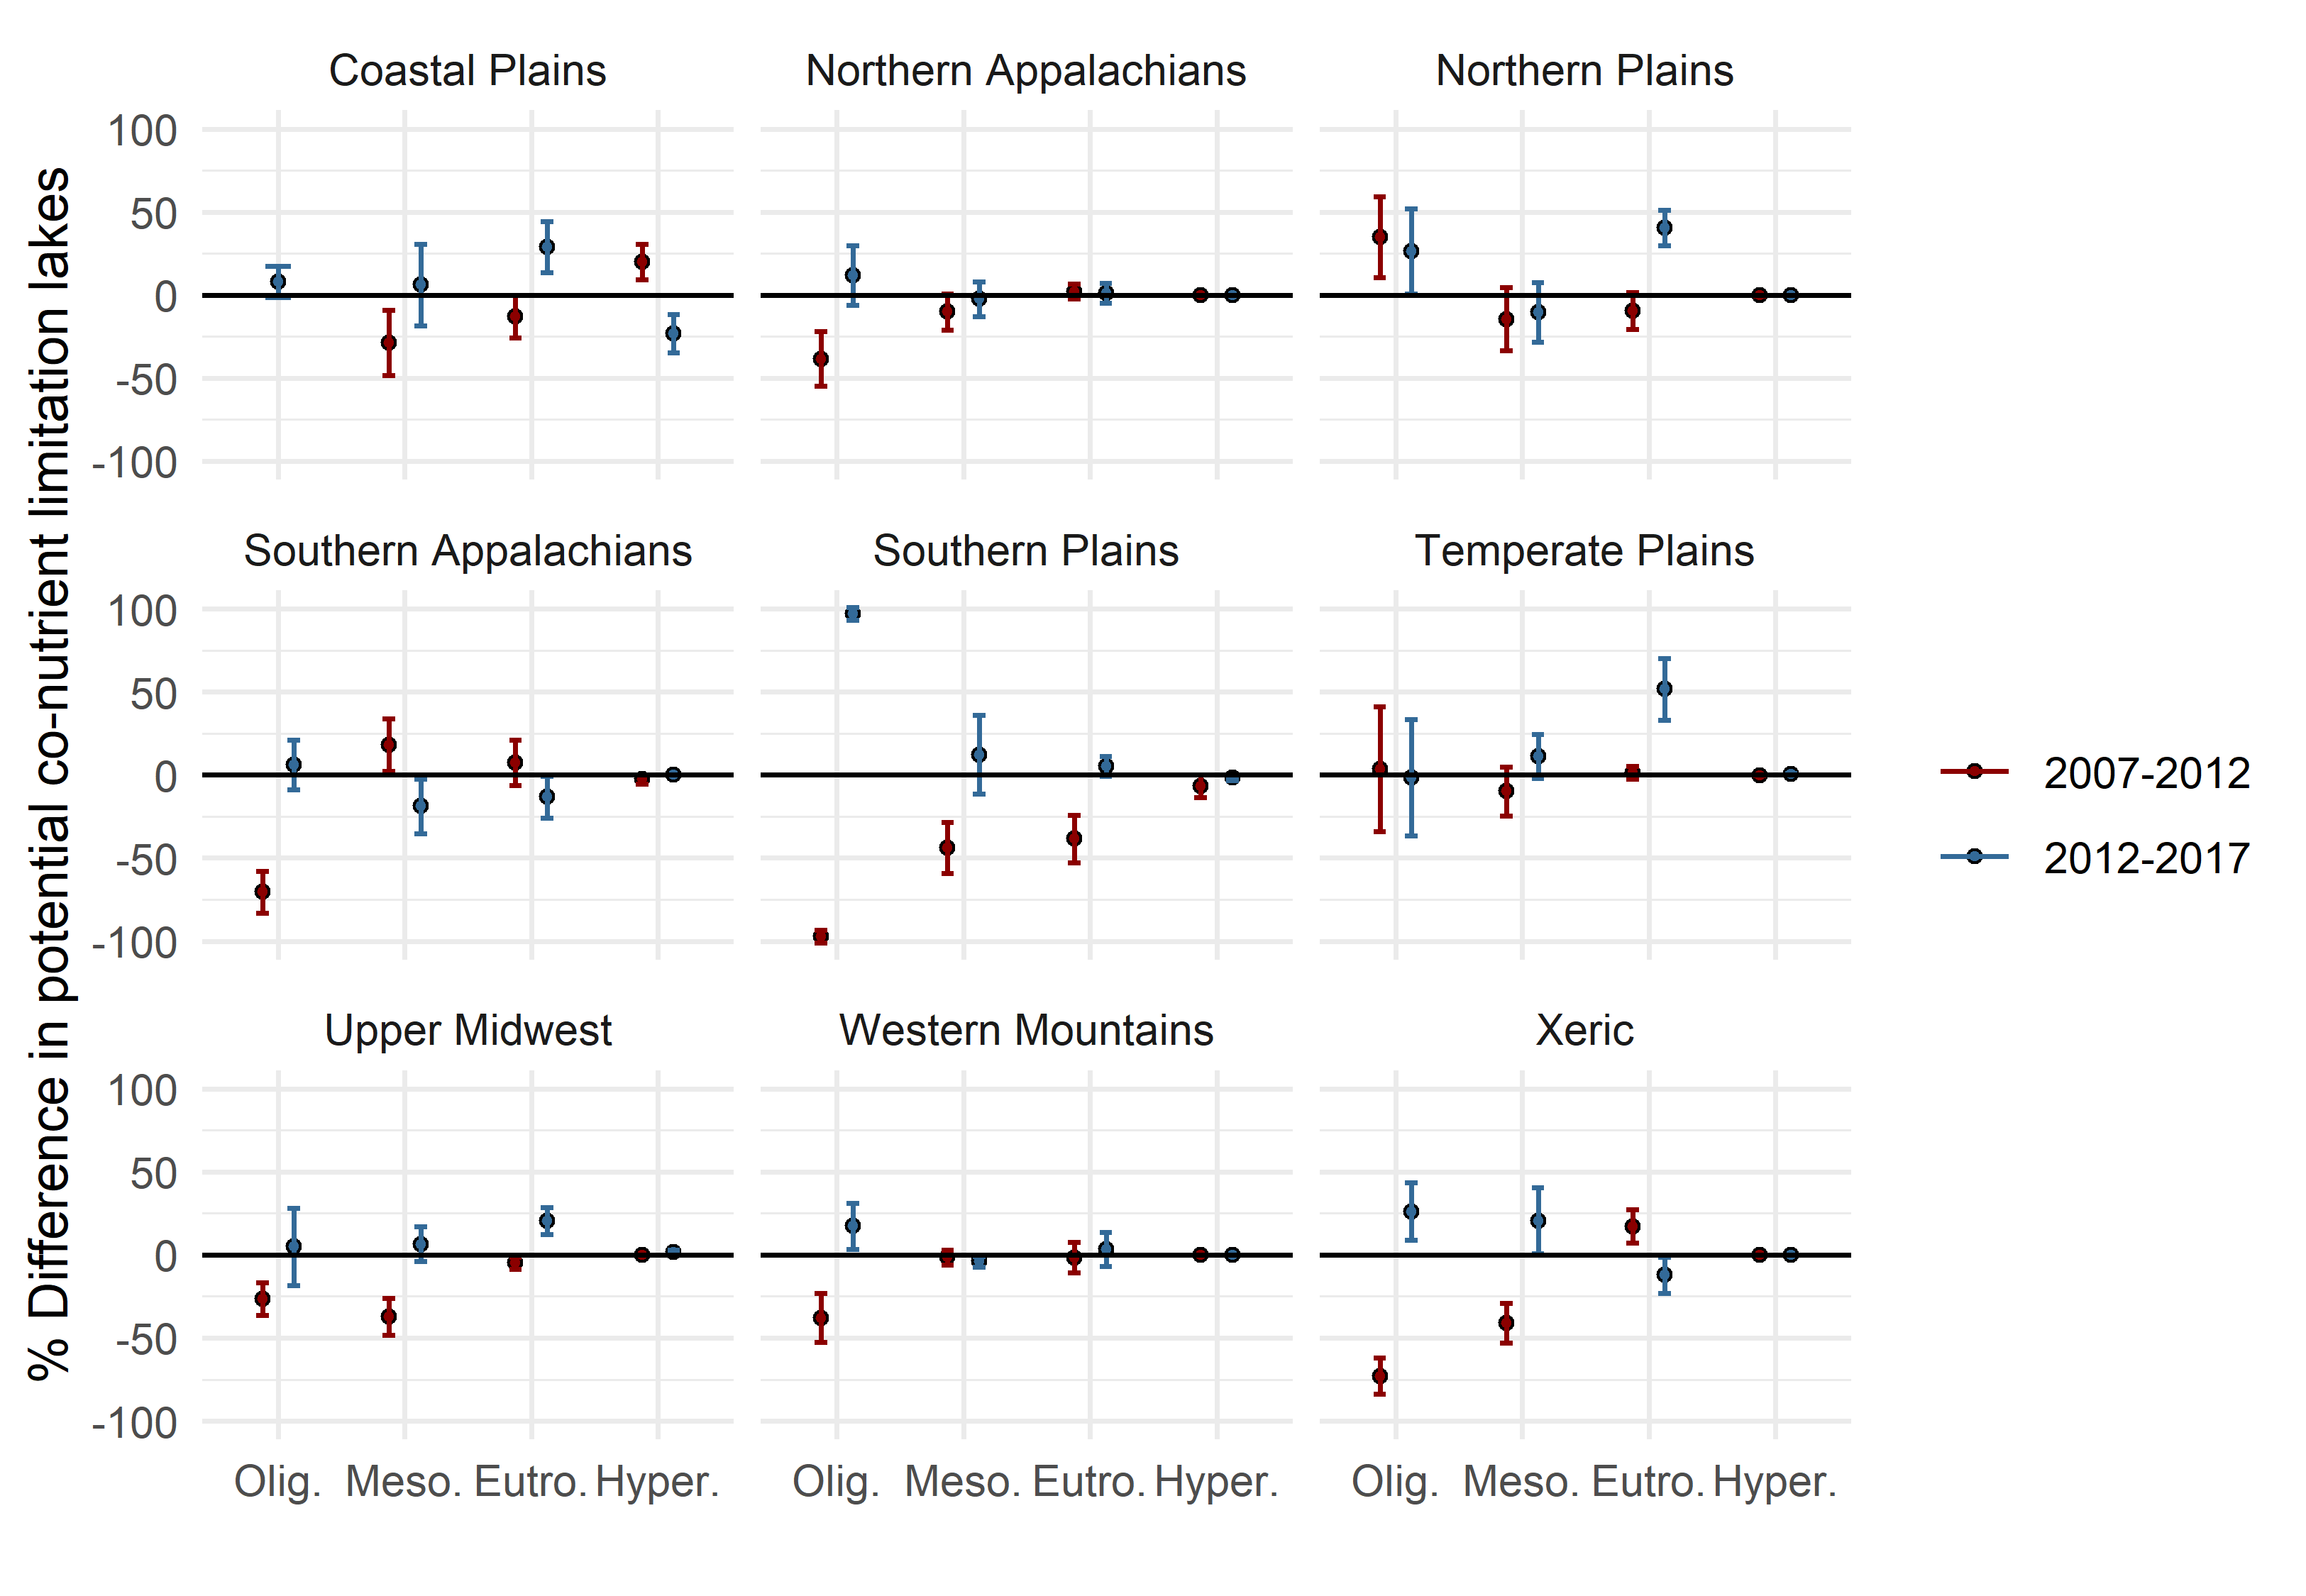 % Difference in potential co-nutrient limitation lakes
Coastal Plains
Northern Appalachians
Northern Plains
100
50
0
-50
-100
Southern Appalachians
Southern Plains
Temperate Plains
100
50
0
-50
-100
2007-2012
2012-2017
Upper Midwest
Western Mountains
Xeric
100
50
0
-50
-100
Olig. Meso. Eutro. Hyper.
Olig. Meso. Eutro. Hyper.
Olig. Meso. Eutro. Hyper.